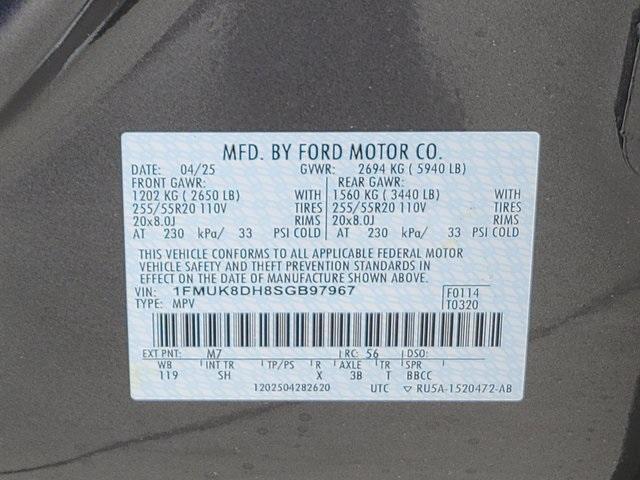 MFD. BY FORD MOTOR CO.
DATE: 04/25 GVWR: 2694 KG ( 5940 LB)
FRONT GAWR: REAR GAWR:
1202 KG ( 2650 LB) WITH 1560 KG ( 3440 LB) WITH
255/55R20 110V TIRES 255/55R20 110V TIRES
20x8.0J RIMS 20x8.0J RIMS
AT 230 kPa/ 33 PSI COLD AT 230 kPa/ 33 PSI COLD
THIS VEHICLE CONFORMS TO ALL APPLICABLE FEDERAL MOTOR
VEHICLE SAFETY AND THEFT PREVENTION STANDARDS IN
EFFECT ON THE DATE OF MANUFACTURE SHOWN ABOVE.
VIN: 1FMUK8DH8SGB97967 F0114
TYPE: MPV T0320
EXT PNT: M7 RC: 56 DSO:
WB INT TR TP/PS R AXLE TR SPR
119 SH X 3B T BBCC
1202504282620 UTC ▽ RU5A-1520472-AB